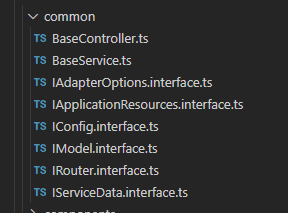 common
TS BaseController.ts
TS BaseService.ts
TS IAdapterOptions.interface.ts
TS IApplicationResources.interface.ts
TS IConfig.interface.ts
TS IModel.interface.ts
TS IRouter.interface.ts
TS IServiceData.interface.ts